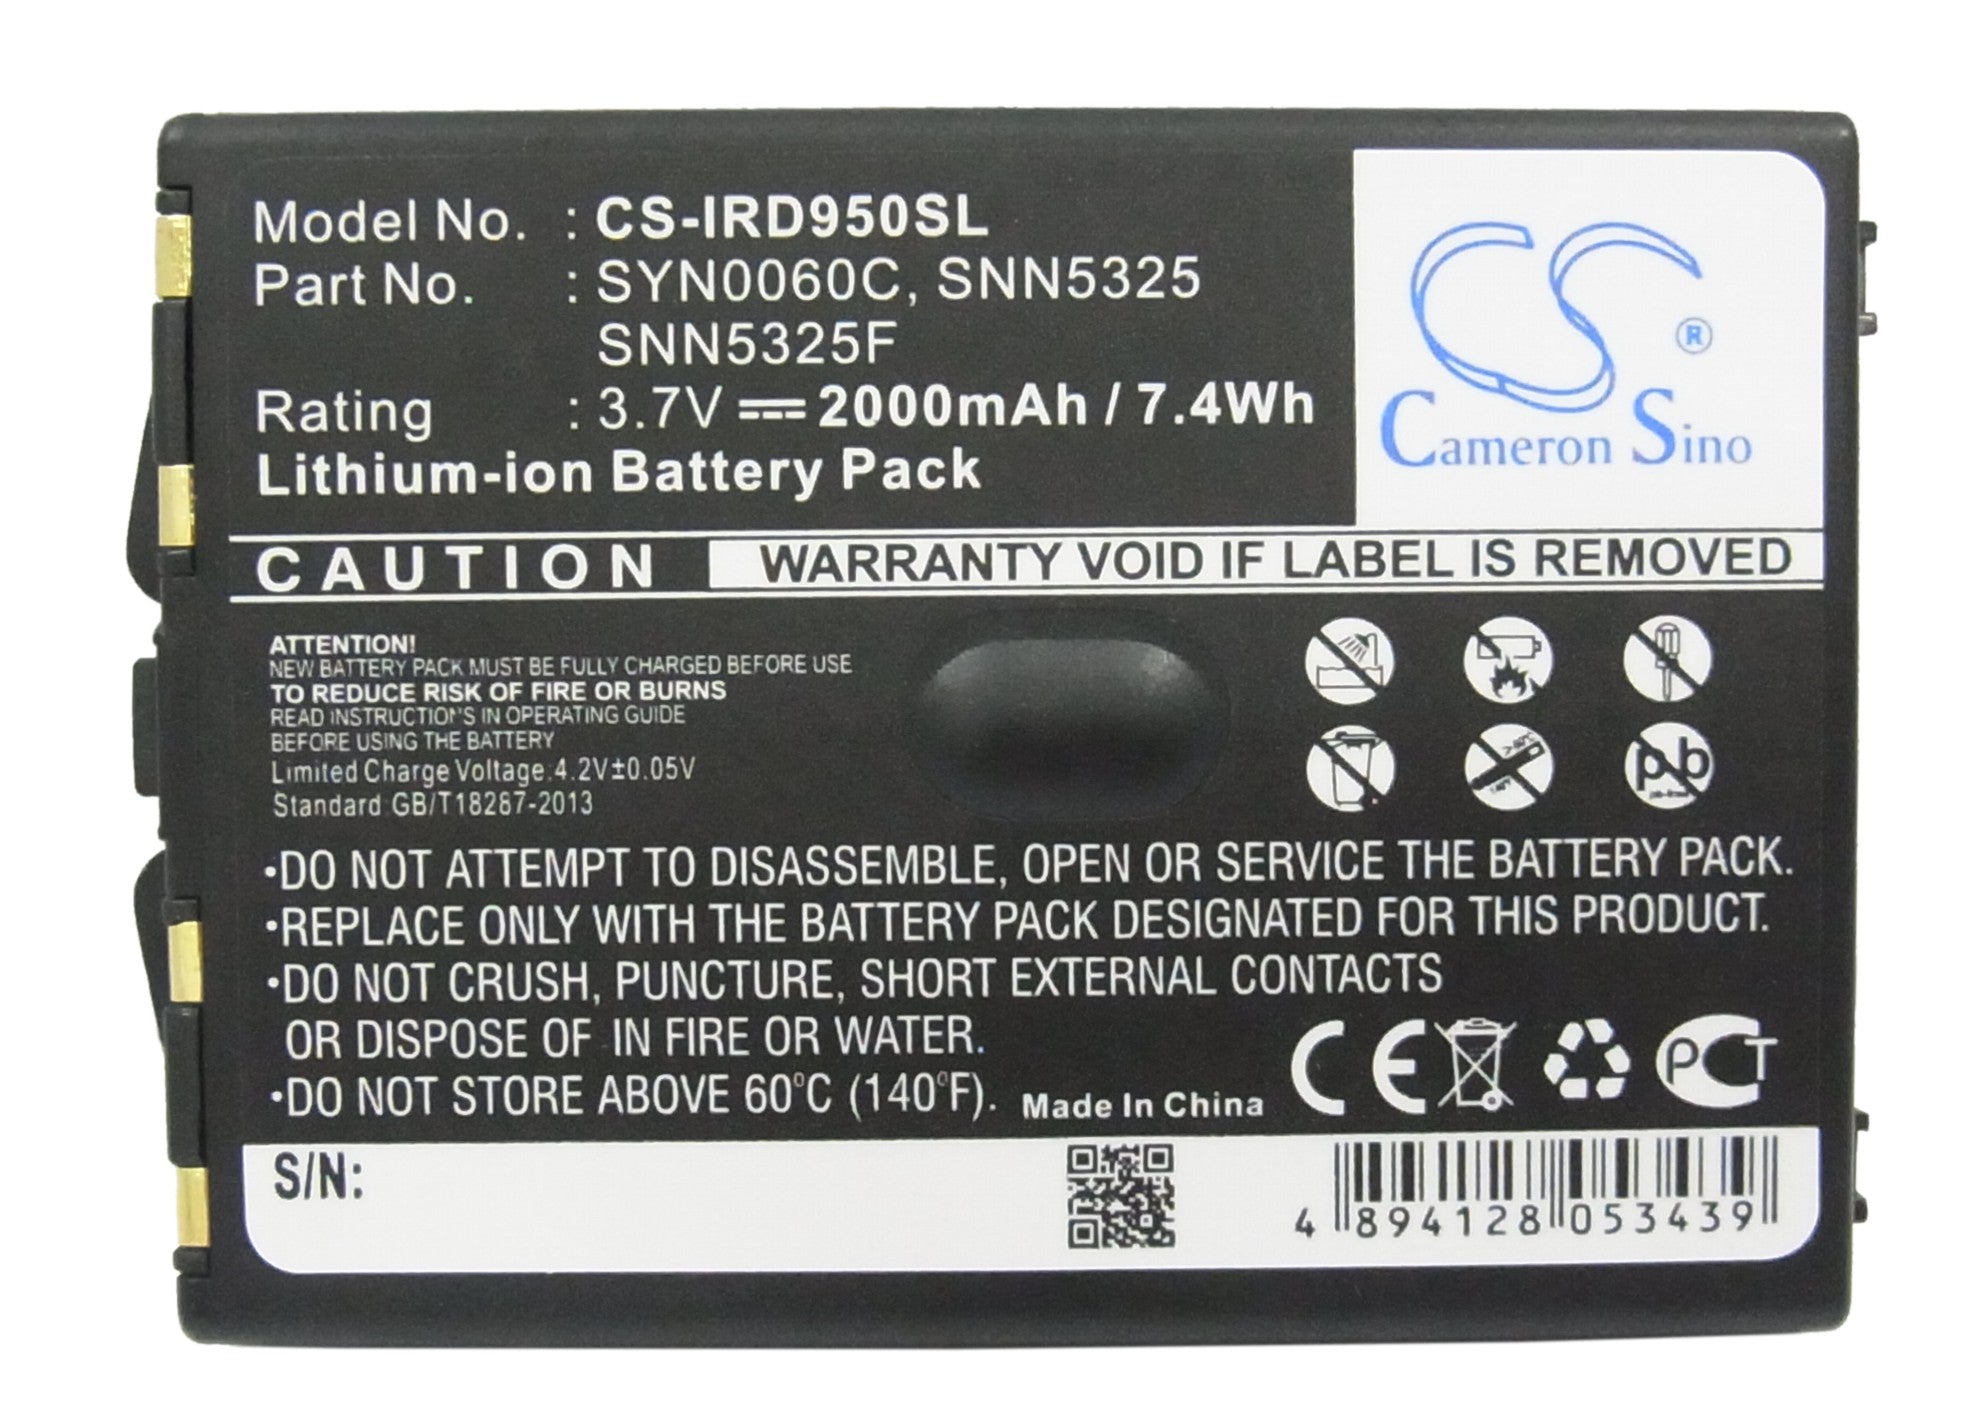 Model No. : CS-IRD950SL
Part No. : SYN0060C, SNN5325
SNN5325F
Rating : 3.7V 2000mAh / 7.4Wh
Lithium-ion Battery Pack
CS ®
Cameron Sino
CAUTION WARRANTY VOID IF LABEL IS REMOVED
ATTENTION!
NEW BATTERY PACK MUST BE FULLY CHARGED BEFORE USE
TO REDUCE RISK OF FIRE OR BURNS
READ INSTRUCTIONS IN OPERATING GUIDE
BEFORE USING THE BATTERY
Limited Charge Voltage:4.2V±0.05V
Standard:GB/T18287-2013
>60°C
pb
•DO NOT ATTEMPT TO DISASSEMBLE, OPEN OR SERVICE THE BATTERY PACK.
•REPLACE ONLY WITH THE BATTERY PACK DESIGNATED FOR THIS PRODUCT.
•DO NOT CRUSH, PUNCTURE, SHORT EXTERNAL CONTACTS
OR DISPOSE OF IN FIRE OR WATER.
•DO NOT STORE ABOVE 60°C (140°F). Made In China
CE PCT
S/N:
4 894128 053439